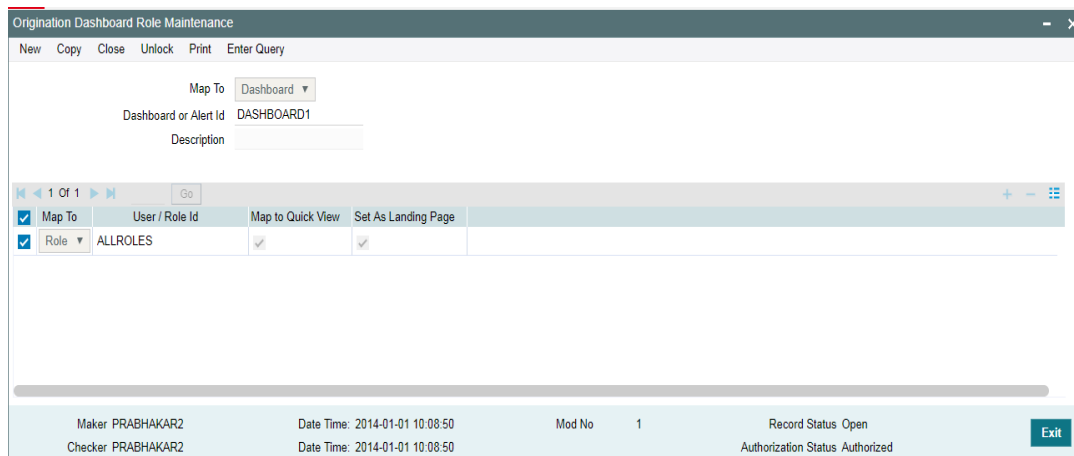 Origination Dashboard Role Maintenance
New Copy Close Unlock Print Enter Query
Map To Dashboard
Dashboard or Alert Id DASHBOARD1
Description
1 Of 1 Go
Map To User / Role Id Map to Quick View Set As Landing Page
Role ALLROLES
Maker PRABHAKAR2 Date Time: 2014-01-01 10:08:50 Mod No 1 Record Status Open
Checker PRABHAKAR2 Date Time: 2014-01-01 10:08:50 Authorization Status Authorized
Exit